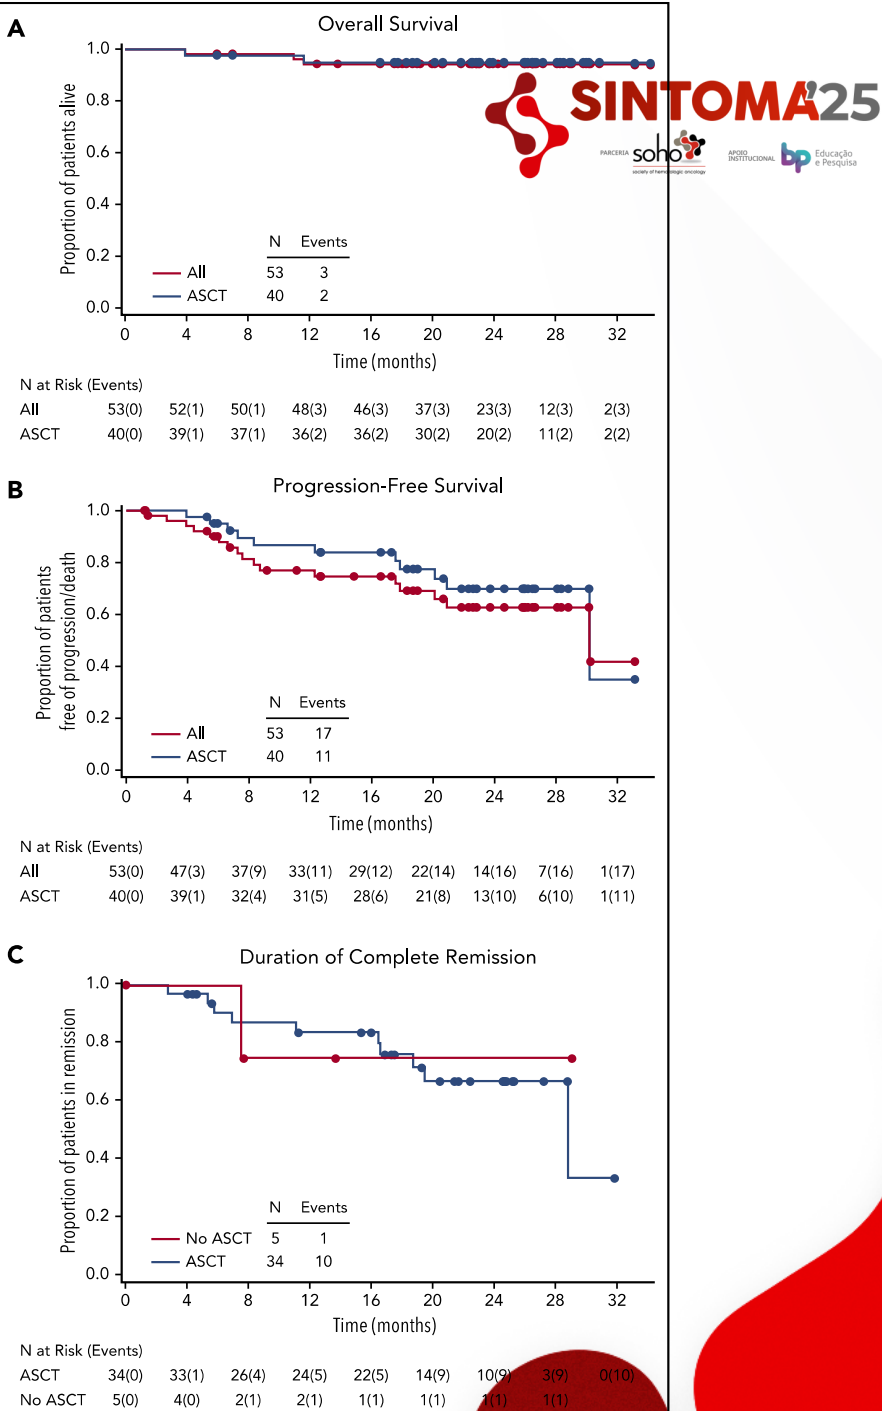 A
Overall Survival
Proportion of patients alive
1.0
0.8
0.6
0.4
0.2
0.0
N Events
All 53 3
ASCT 40 2
0 4 8 12 16 20 24 28 32
Time (months)
N at Risk (Events)
All 53(0) 52(1) 50(1) 48(3) 46(3) 37(3) 23(3) 12(3) 2(3)
ASCT 40(0) 39(1) 37(1) 36(2) 36(2) 30(2) 20(2) 11(2) 2(2)
SINTOMA'25
PARCERIA soho
society of hematologic oncology
APOIO
INSTITUCIONAL
bp Educação
e Pesquisa
B
Progression-Free Survival
Proportion of patients
free of progression/death
1.0
0.8
0.6
0.4
0.2
0.0
N Events
All 53 17
ASCT 40 11
0 4 8 12 16 20 24 28 32
Time (months)
N at Risk (Events)
All 53(0) 47(3) 37(9) 33(11) 29(12) 22(14) 14(16) 7(16) 1(17)
ASCT 40(0) 39(1) 32(4) 31(5) 28(6) 21(8) 13(10) 6(10) 1(11)
C
Duration of Complete Remission
Proportion of patients in remission
1.0
0.8
0.6
0.4
0.2
0.0
N Events
No ASCT 5 1
ASCT 34 10
0 4 8 12 16 20 24 28 32
Time (months)
N at Risk (Events)
ASCT 34(0) 33(1) 26(4) 24(5) 22(5) 14(9) 10(9) 3(9) 0(10)
No ASCT 5(0) 4(0) 2(1) 2(1) 1(1) 1(1) 1(1) 1(1)